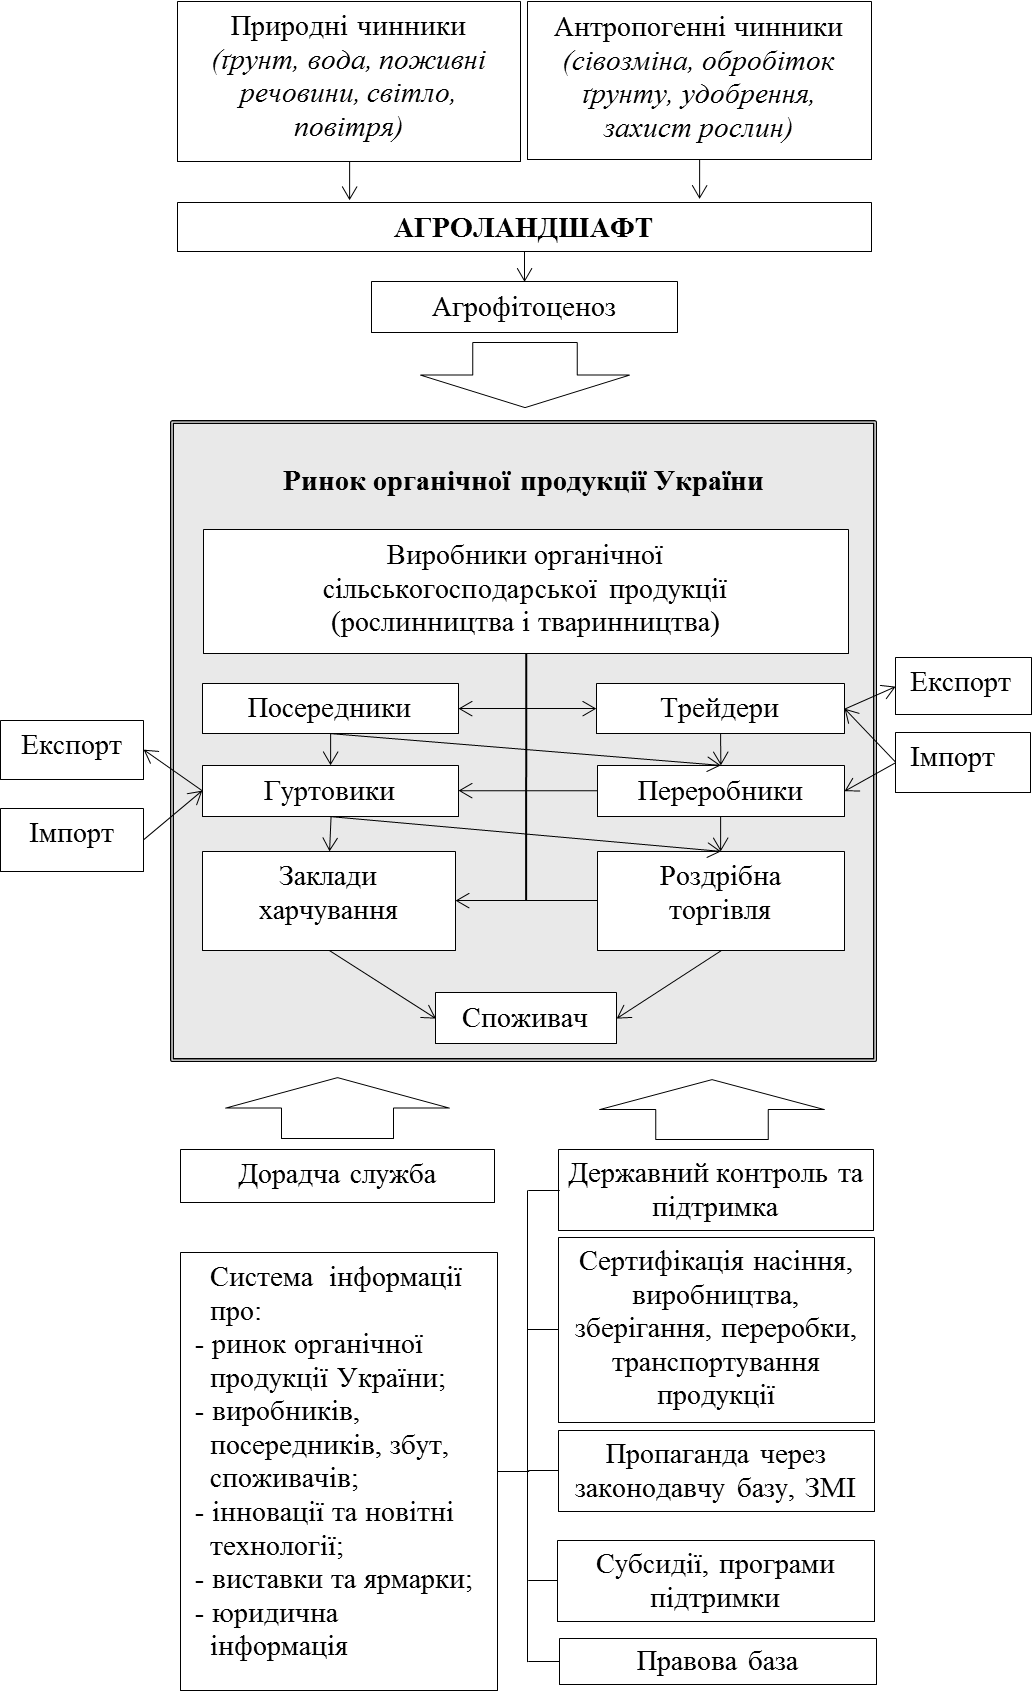 Природні чинники
(ґрунт, вода, поживні
речовини, світло,
повітря)
Антропогенні чинники
(сівозміна, обробіток
ґрунту, удобрення,
захист рослин)
АГРОЛАНДШАФТ
Агрофітоценоз
Ринок органічної продукції України
Виробники органічної
сільськогосподарської продукції
(рослинництва і тваринництва)
Посередники
Трейдери
Експорт
Експорт
Імпорт
Гуртовики
Переробники
Імпорт
Заклади
харчування
Роздрібна
торгівля
Споживач
Дорадча служба
Державний контроль та
підтримка
Система інформації
про:
- ринок органічної
продукції України;
- виробників,
посередників, збут,
споживачів;
- інновації та новітні
технології;
- виставки та ярмарки;
- юридична
інформація
Сертифікація насіння,
виробництва,
зберігання, переробки,
транспортування
продукції
Пропаганда через
законодавчу базу, ЗМІ
Субсидії, програми
підтримки
Правова база